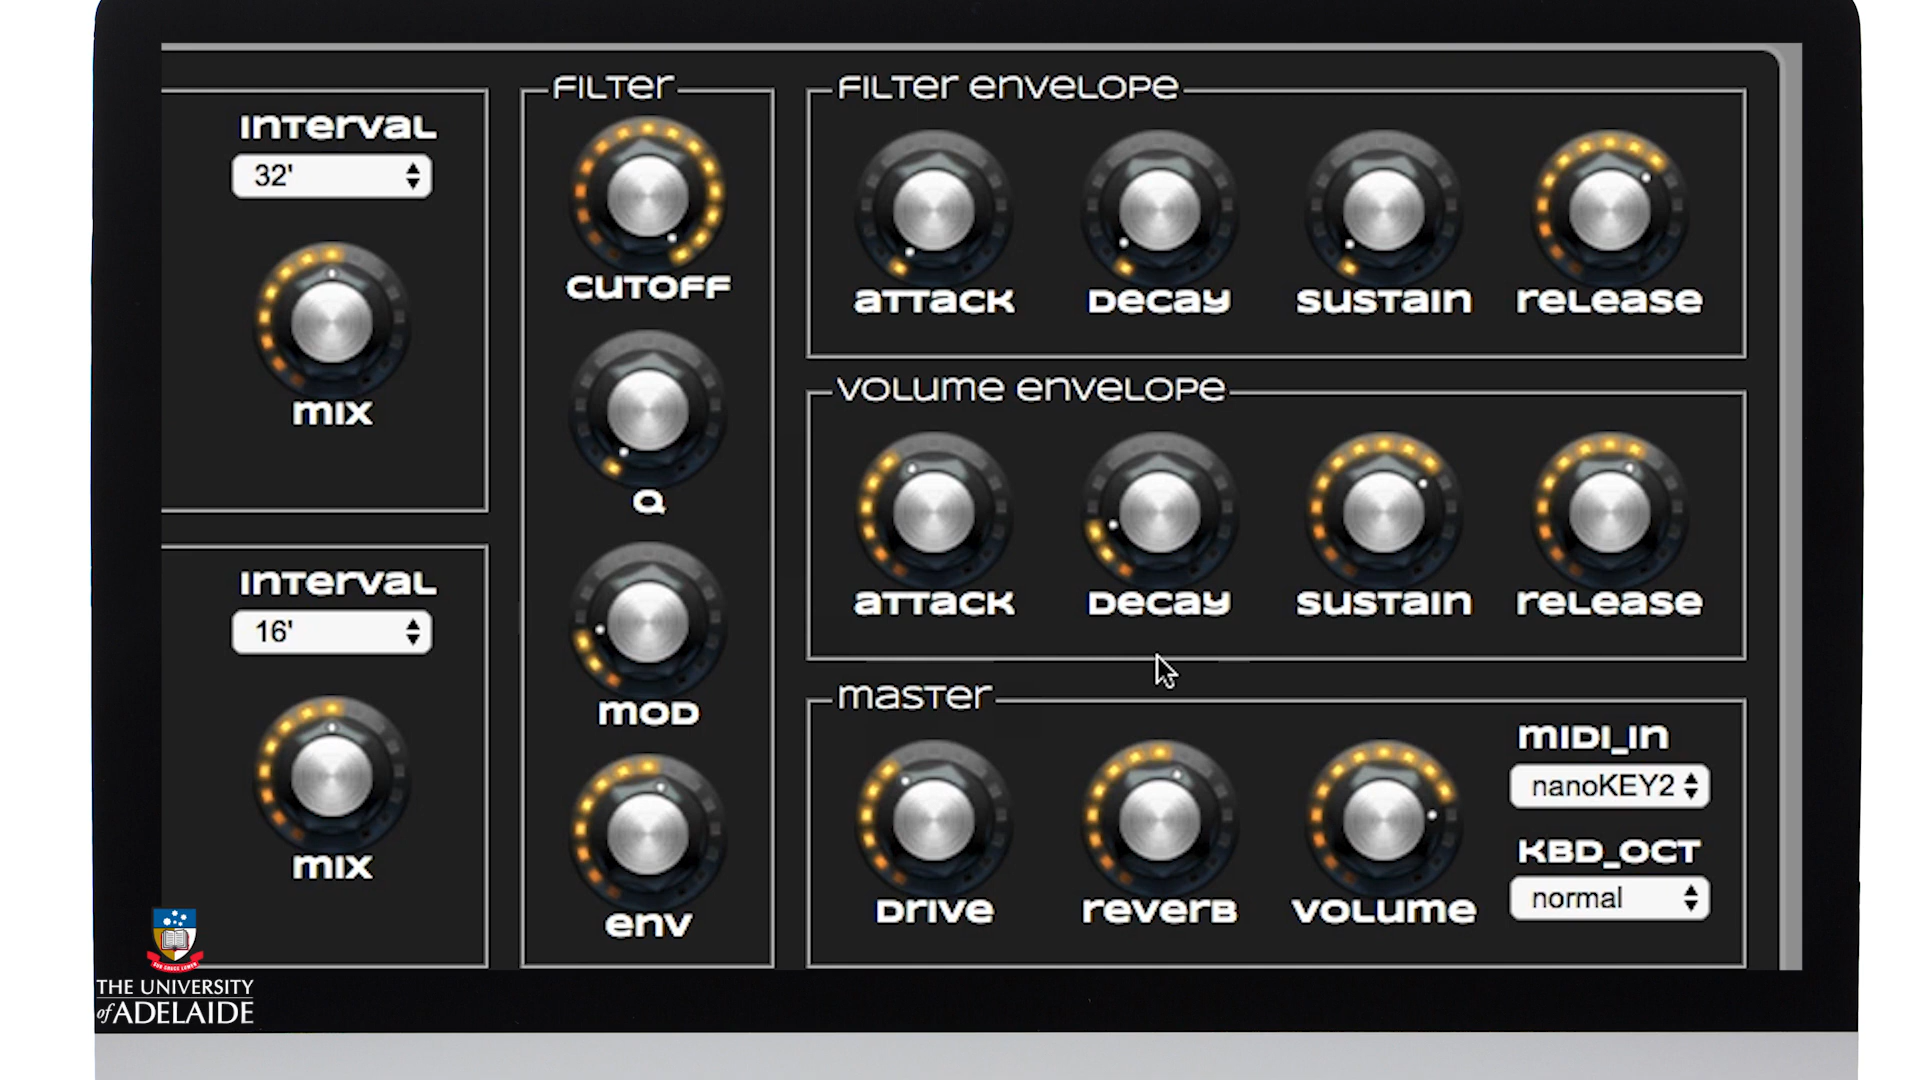 Interval
32'
mix
Interval
16'
mix
Filter
cutoff
Q
mod
env
Filter envelope
attack
Decay
sustain
release
volume envelope
attack
Decay
sustain
release
master
Drive
reverb
volume
MIDI_In
nanoKEY2
KBD_OCT
normal
THE UNIVERSITY
of ADELAIDE